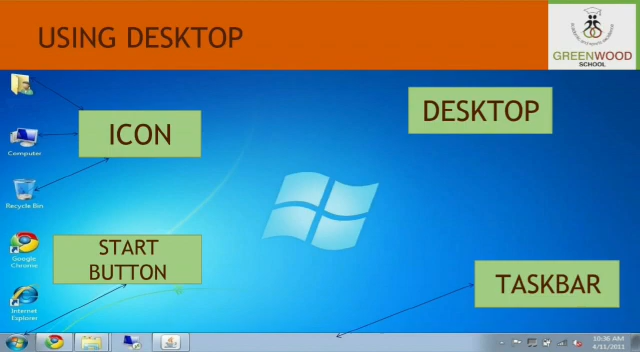 USING DESKTOP
GREENWOOD
SCHOOL
DESKTOP
ICON
Computer
Recycle Bin
Google
Chrome
START
BUTTON
Internet
Explorer
TASKBAR
10:36 AM
4/11/2011